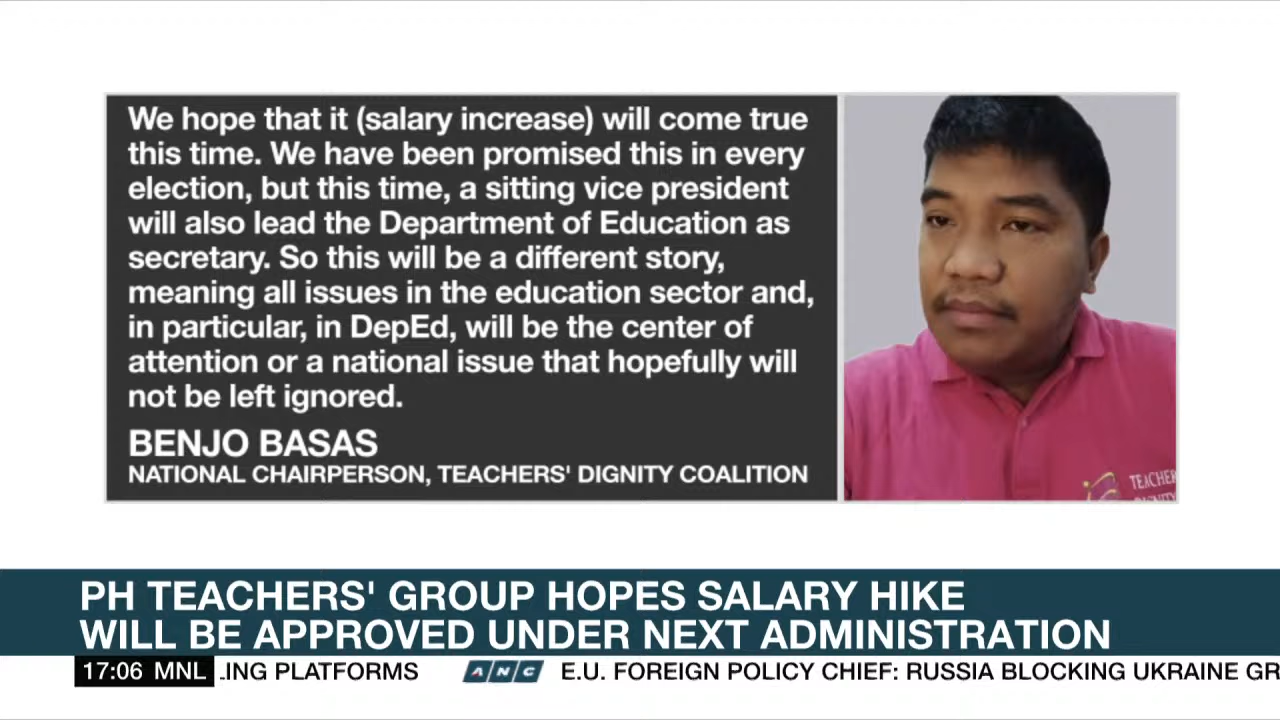 We hope that it (salary increase) will come true
this time. We have been promised this in every
election, but this time, a sitting vice president
will also lead the Department of Education as
secretary. So this will be a different story,
meaning all issues in the education sector and,
in particular, in DepEd, will be the center of
attention or a national issue that hopefully will
not be left ignored.
BENJO BASAS
NATIONAL CHAIRPERSON, TEACHERS' DIGNITY COALITION
TEACHER
DIGNITY
PH TEACHERS' GROUP HOPES SALARY HIKE
WILL BE APPROVED UNDER NEXT ADMINISTRATION
17:06 MNL .ING PLATFORMS ANC E.U. FOREIGN POLICY CHIEF: RUSSIA BLOCKING UKRAINE GR